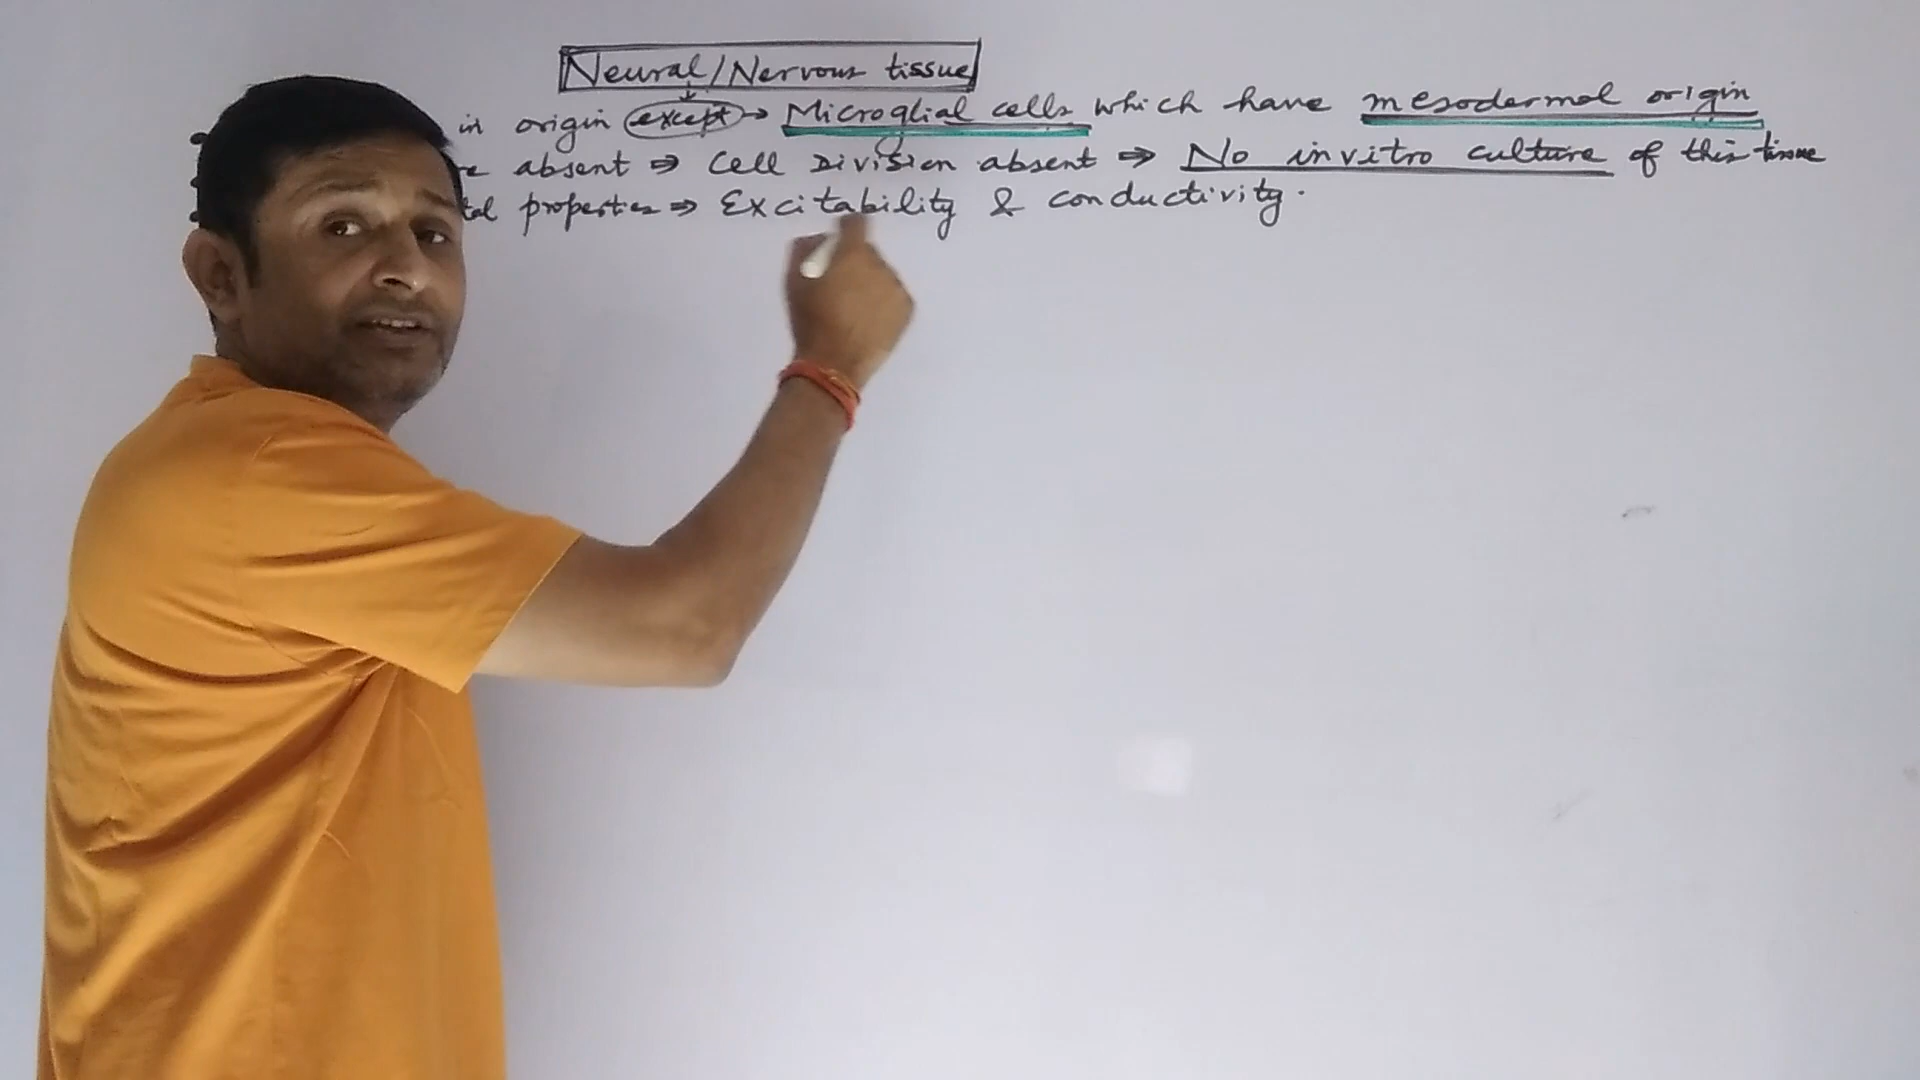 Neural/Nervous tissue
in origin except → Microglial cells which have mesodermal origin
absent ⇒ Cell Division absent ⇒ No invitro culture of this tissue
properties ⇒ Excitability & conductivity.